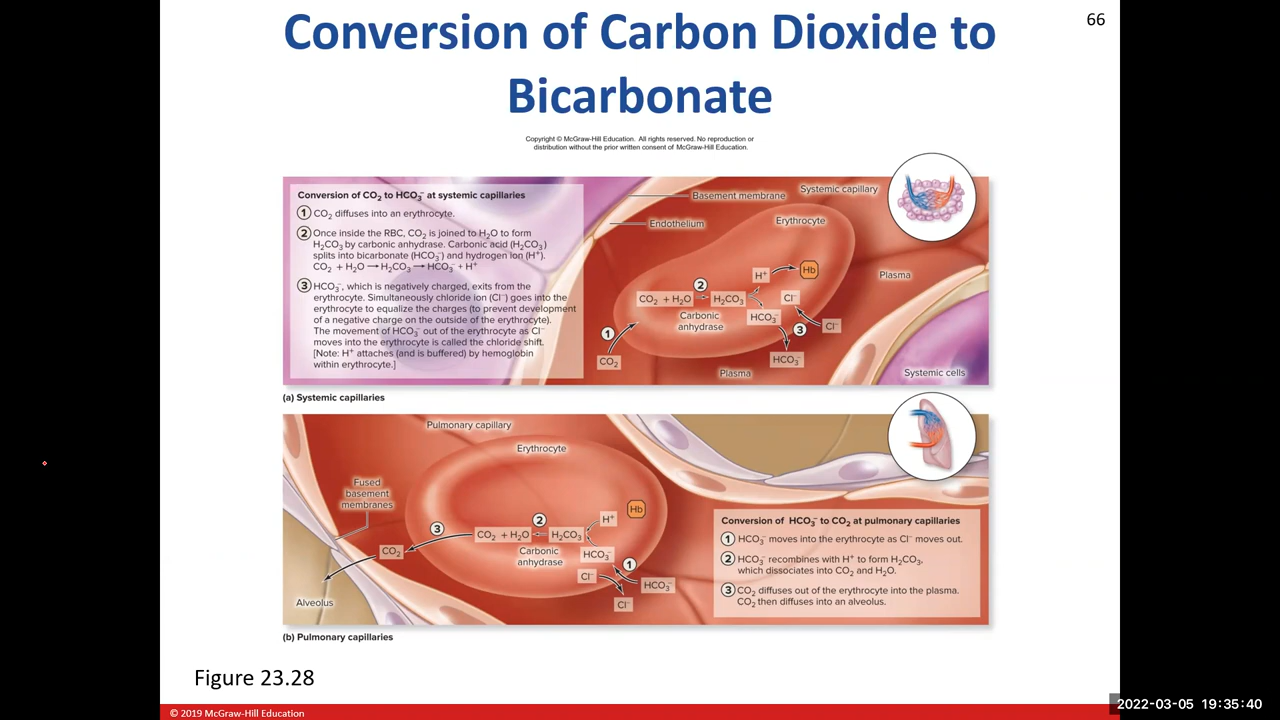 Conversion of Carbon Dioxide to
Bicarbonate
66
Copyright © McGraw-Hill Education. All rights reserved. No reproduction or
distribution without the prior written consent of McGraw-Hill Education.
Conversion of CO₂ to HCO₃⁻ at systemic capillaries
1 CO₂ diffuses into an erythrocyte.
2 Once inside the RBC, CO₂ is joined to H₂O to form
H₂CO₃ by carbonic anhydrase. Carbonic acid (H₂CO₃)
splits into bicarbonate (HCO₃⁻) and hydrogen ion (H⁺).
CO₂ + H₂O → H₂CO₃ → HCO₃⁻ + H⁺
3 HCO₃⁻, which is negatively charged, exits from the
erythrocyte. Simultaneously chloride ion (Cl⁻) goes into the
erythrocyte to equalize the charges (to prevent development
of a negative charge on the outside of the erythrocyte).
The movement of HCO₃⁻ out of the erythrocyte as Cl⁻
moves into the erythrocyte is called the chloride shift.
[Note: H⁺ attaches (and is buffered) by hemoglobin
within erythrocyte.]
Basement membrane
Systemic capillary
Endothelium
Erythrocyte
Plasma
H⁺
Hb
2
CO₂ + H₂O → H₂CO₃
Cl⁻
Carbonic
anhydrase
HCO₃⁻
3
Cl⁻
1
CO₂
HCO₃⁻
Plasma
Systemic cells
(a) Systemic capillaries
Pulmonary capillary
Erythrocyte
Fused
basement
membranes
Hb
H⁺
3
2
CO₂ + H₂O ← H₂CO₃
CO₂
Carbonic
anhydrase
HCO₃⁻
1
Cl⁻
HCO₃⁻
Alveolus
Cl⁻
Conversion of HCO₃⁻ to CO₂ at pulmonary capillaries
1 HCO₃⁻ moves into the erythrocyte as Cl⁻ moves out.
2 HCO₃⁻ recombines with H⁺ to form H₂CO₃,
which dissociates into CO₂ and H₂O.
3 CO₂ diffuses out of the erythrocyte into the plasma.
CO₂ then diffuses into an alveolus.
(b) Pulmonary capillaries
Figure 23.28
© 2019 McGraw-Hill Education
2022-03-05 19:35:40